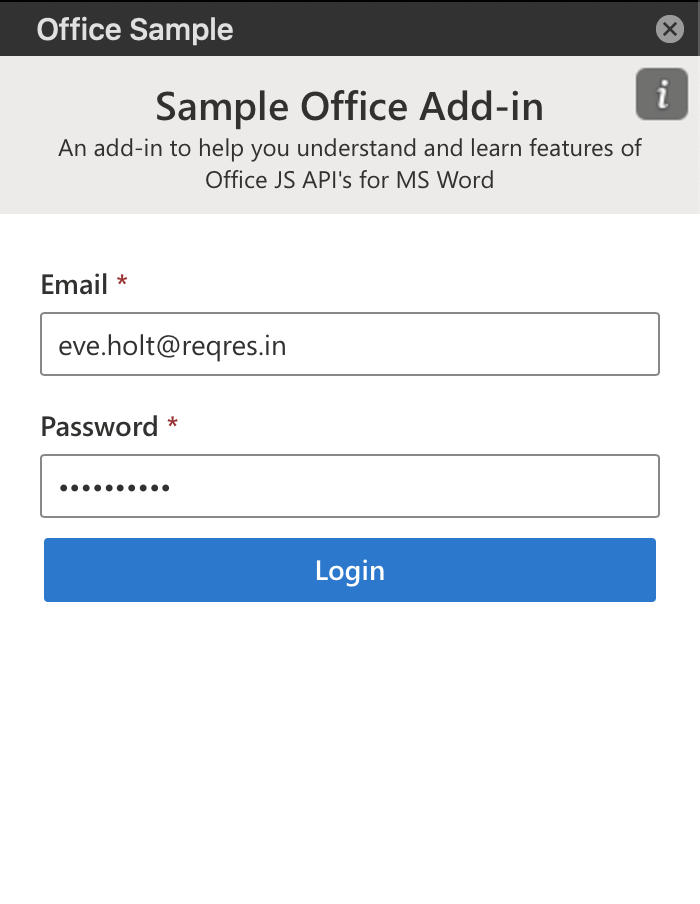 Office Sample
Sample Office Add-in
An add-in to help you understand and learn features of
Office JS API's for MS Word
i
Email *
eve.holt@reqres.in
Password *
••••••••••
Login